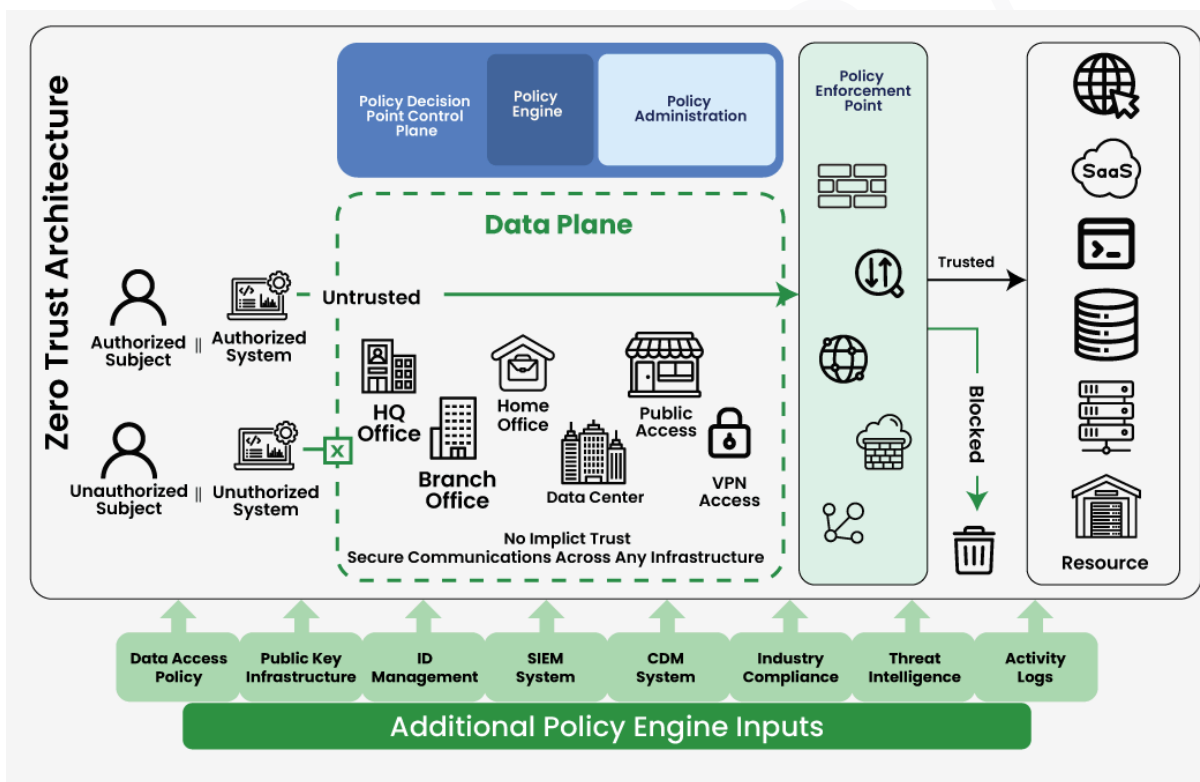 Zero Trust Architecture
Policy Decision
Point Control
Plane
Policy
Engine
Policy
Administration
Policy
Enforcement
Point
SaaS
Data Plane
Untrusted
Trusted
Authorized
Subject
||
Authorized
System
HQ
Office
Branch
Office
Home
Office
Data Center
Public
Access
VPN
Access
Blocked
Unauthorized
Subject
||
Unuthorized
System
X
No Implict Trust
Secure Communications Across Any Infrastructure
Resource
Data Access
Policy
Public Key
Infrastructure
ID
Management
SIEM
System
CDM
System
Industry
Compliance
Threat
Intelligence
Activity
Logs
Additional Policy Engine Inputs